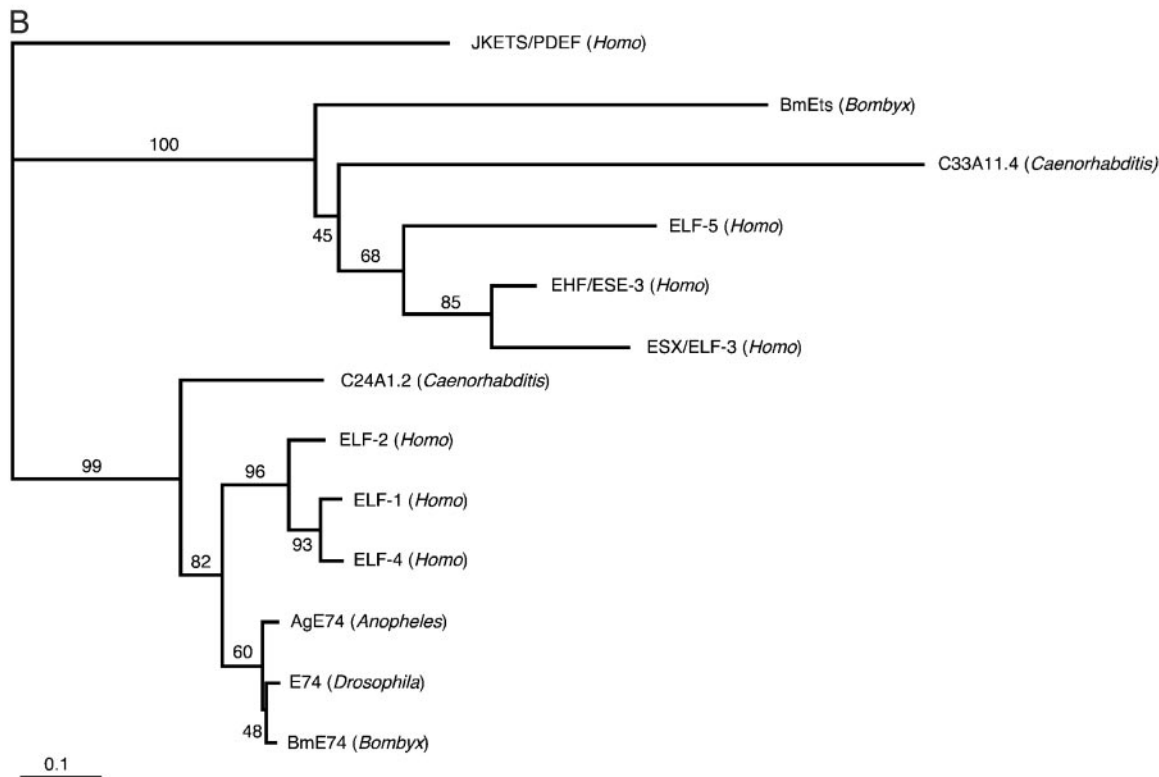 B
JKETS/PDEF (Homo)
BmEts (Bombyx)
100
C33A11.4 (Caenorhabditis)
45
ELF-5 (Homo)
68
EHF/ESE-3 (Homo)
85
ESX/ELF-3 (Homo)
C24A1.2 (Caenorhabditis)
ELF-2 (Homo)
99
96
ELF-1 (Homo)
93
ELF-4 (Homo)
82
AgE74 (Anopheles)
60
E74 (Drosophila)
48
BmE74 (Bombyx)
0.1